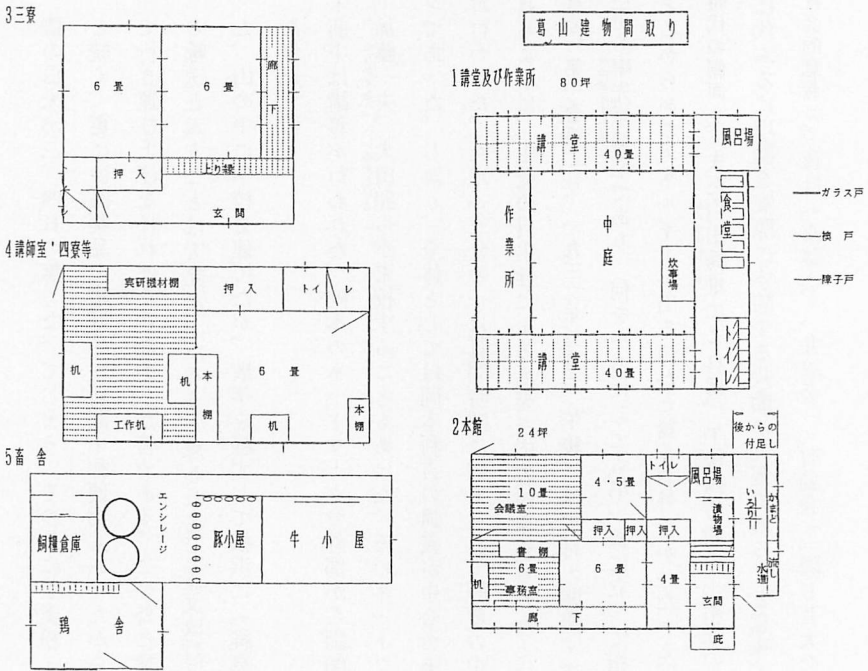 葛山建物間取り
1講堂及び作業所 80坪
講堂
40畳
風呂場
食堂
作業所
中庭
炊事場
トイレ
講堂
40畳
ガラス戸
板戸
障子戸
2本館 24坪
後からの
付足し
10畳
会議室
4・5畳
トイレ
風呂場
漬物場
いろり
かまど
流し
水道
押入
押入
押入
書棚
机
6畳
事務室
6畳
4畳
玄関
廊下
庇
3三寮
6畳
6畳
廊下
押入
上り縁
トイレ
玄関
4講師室'四寮等
実研機材棚
押入
トイレ
机
机
本棚
6畳
工作机
机
本棚
5畜舎
飼糧倉庫
エンシレージ
豚小屋
牛小屋
鶏舎